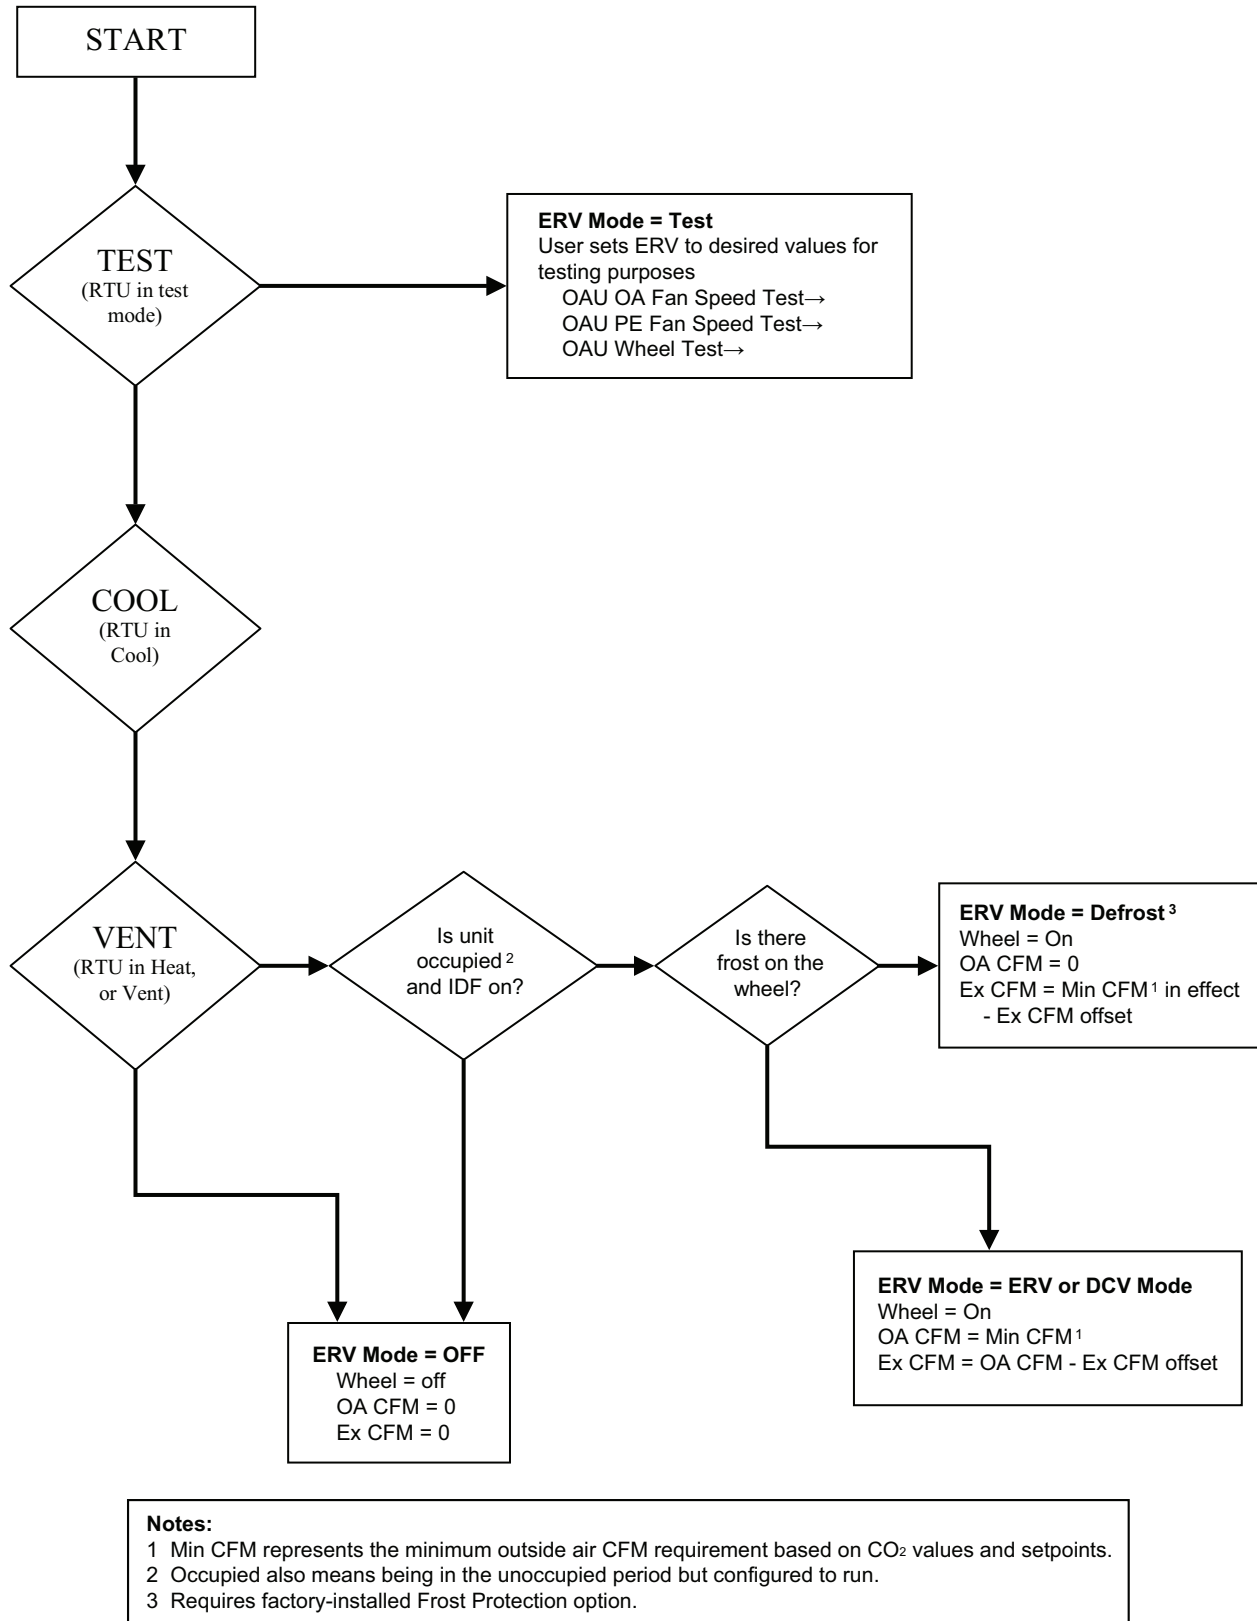 START
TEST
(RTU in test
mode)
ERV Mode = Test
User sets ERV to desired values for
testing purposes
OAU OA Fan Speed Test→
OAU PE Fan Speed Test→
OAU Wheel Test→
COOL
(RTU in
Cool)
VENT
(RTU in Heat,
or Vent)
Is unit
occupied ²
and IDF on?
Is there
frost on the
wheel?
ERV Mode = Defrost ³
Wheel = On
OA CFM = 0
Ex CFM = Min CFM¹ in effect
- Ex CFM offset
ERV Mode = ERV or DCV Mode
Wheel = On
OA CFM = Min CFM¹
Ex CFM = OA CFM - Ex CFM offset
ERV Mode = OFF
Wheel = off
OA CFM = 0
Ex CFM = 0
Notes:
1 Min CFM represents the minimum outside air CFM requirement based on CO₂ values and setpoints.
2 Occupied also means being in the unoccupied period but configured to run.
3 Requires factory-installed Frost Protection option.